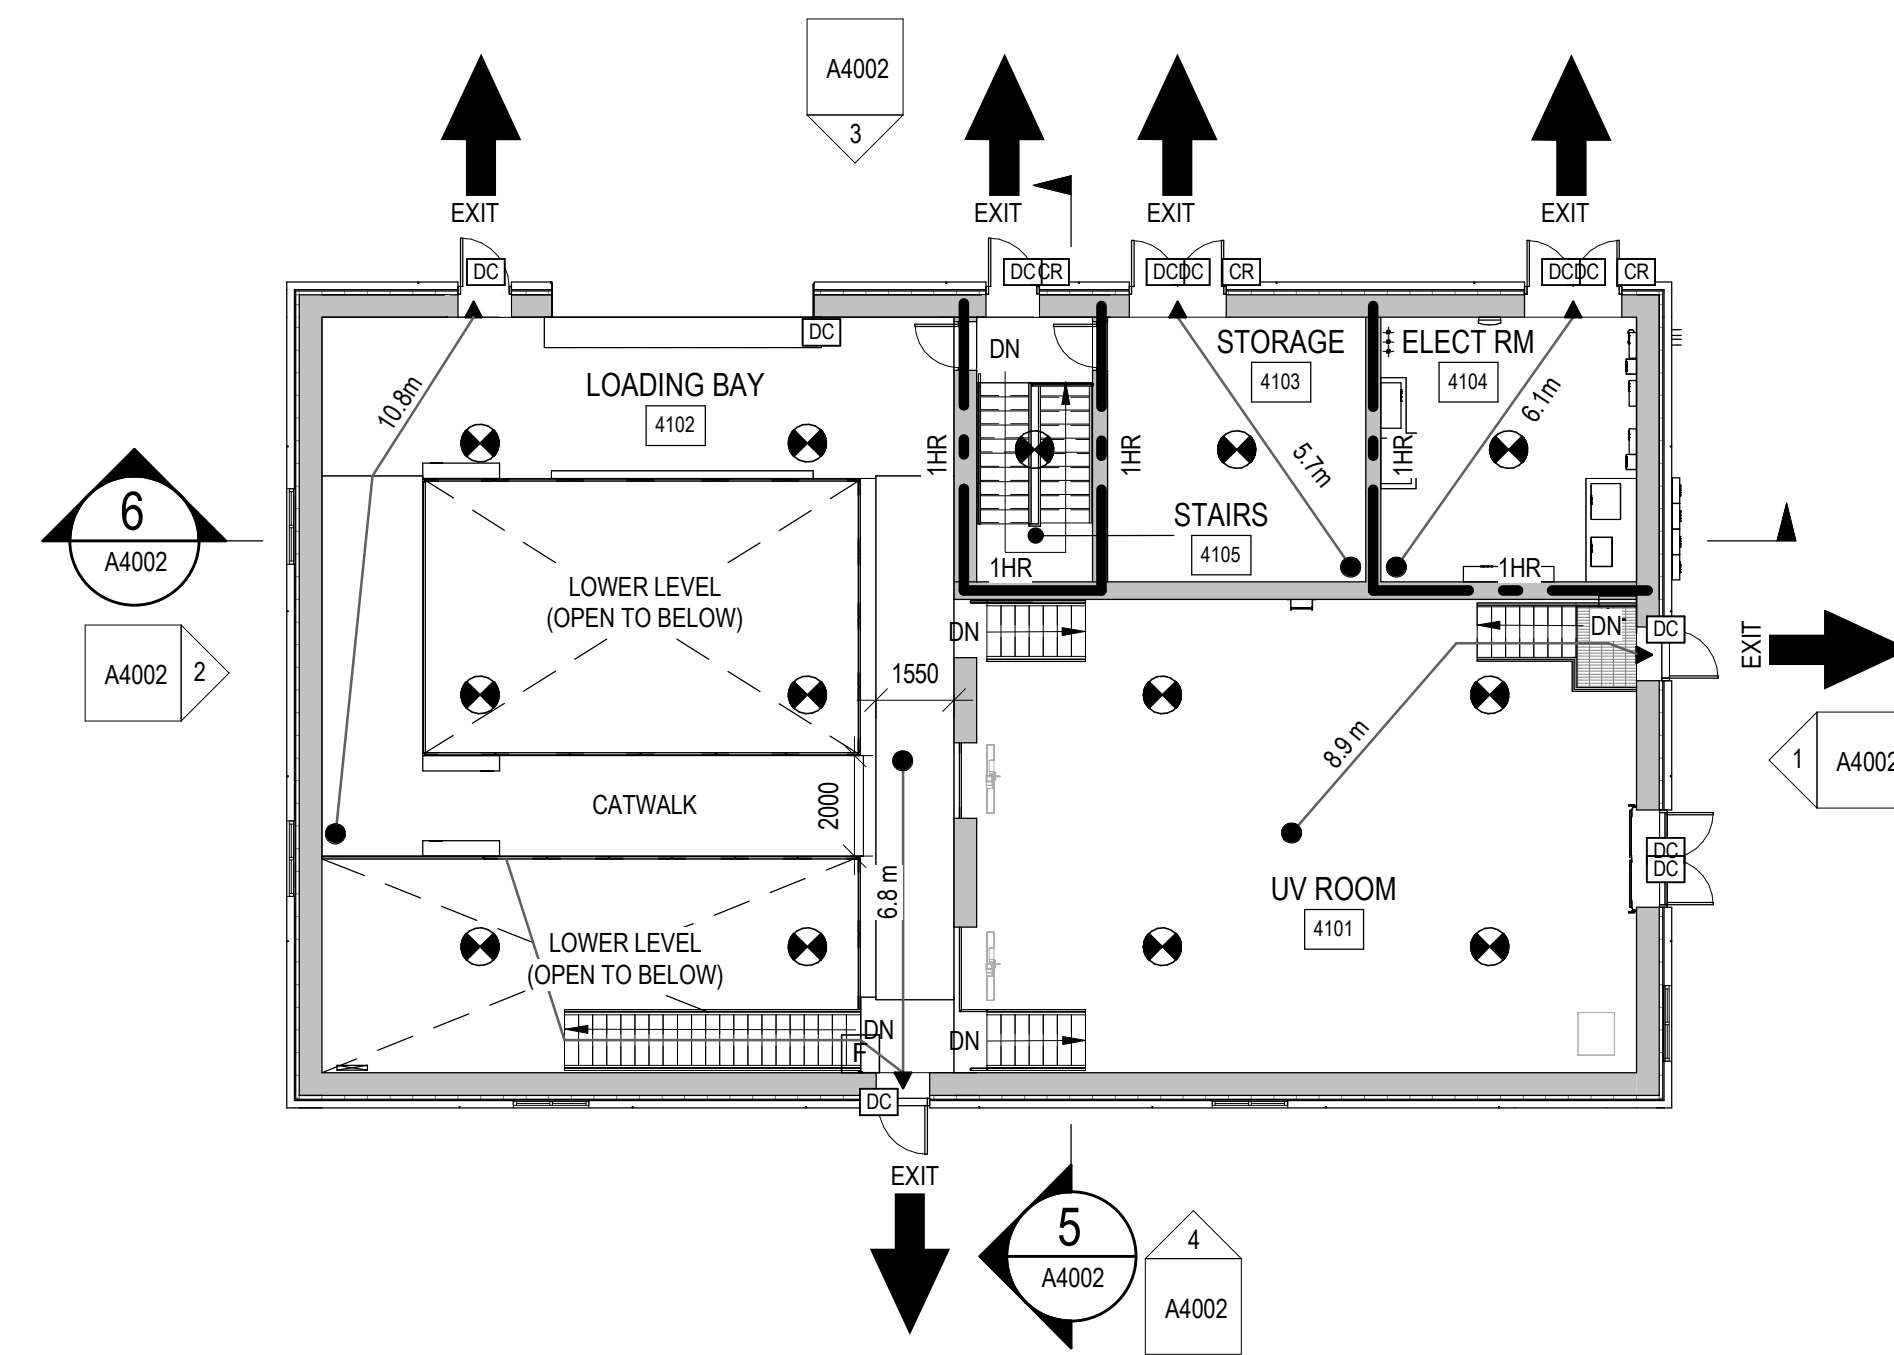 A4002
3
EXIT
EXIT
EXIT
EXIT
DC
DC
CR
DC
DC
CR
DC
DC
CR
DC
DN
STORAGE
4103
ELECT RM
4104
LOADING BAY
4102
10.8m
1HR
1HR
1HR
5.7m
6.1m
6
A4002
STAIRS
4105
1HR
1HR
LOWER LEVEL
(OPEN TO BELOW)
DN
DN
DC
EXIT
A4002
2
1550
8.9 m
1
A4002
CATWALK
2000
DC
DC
6.8 m
UV ROOM
4101
LOWER LEVEL
(OPEN TO BELOW)
DN
DN
F
DC
EXIT
5
A4002
4
A4002